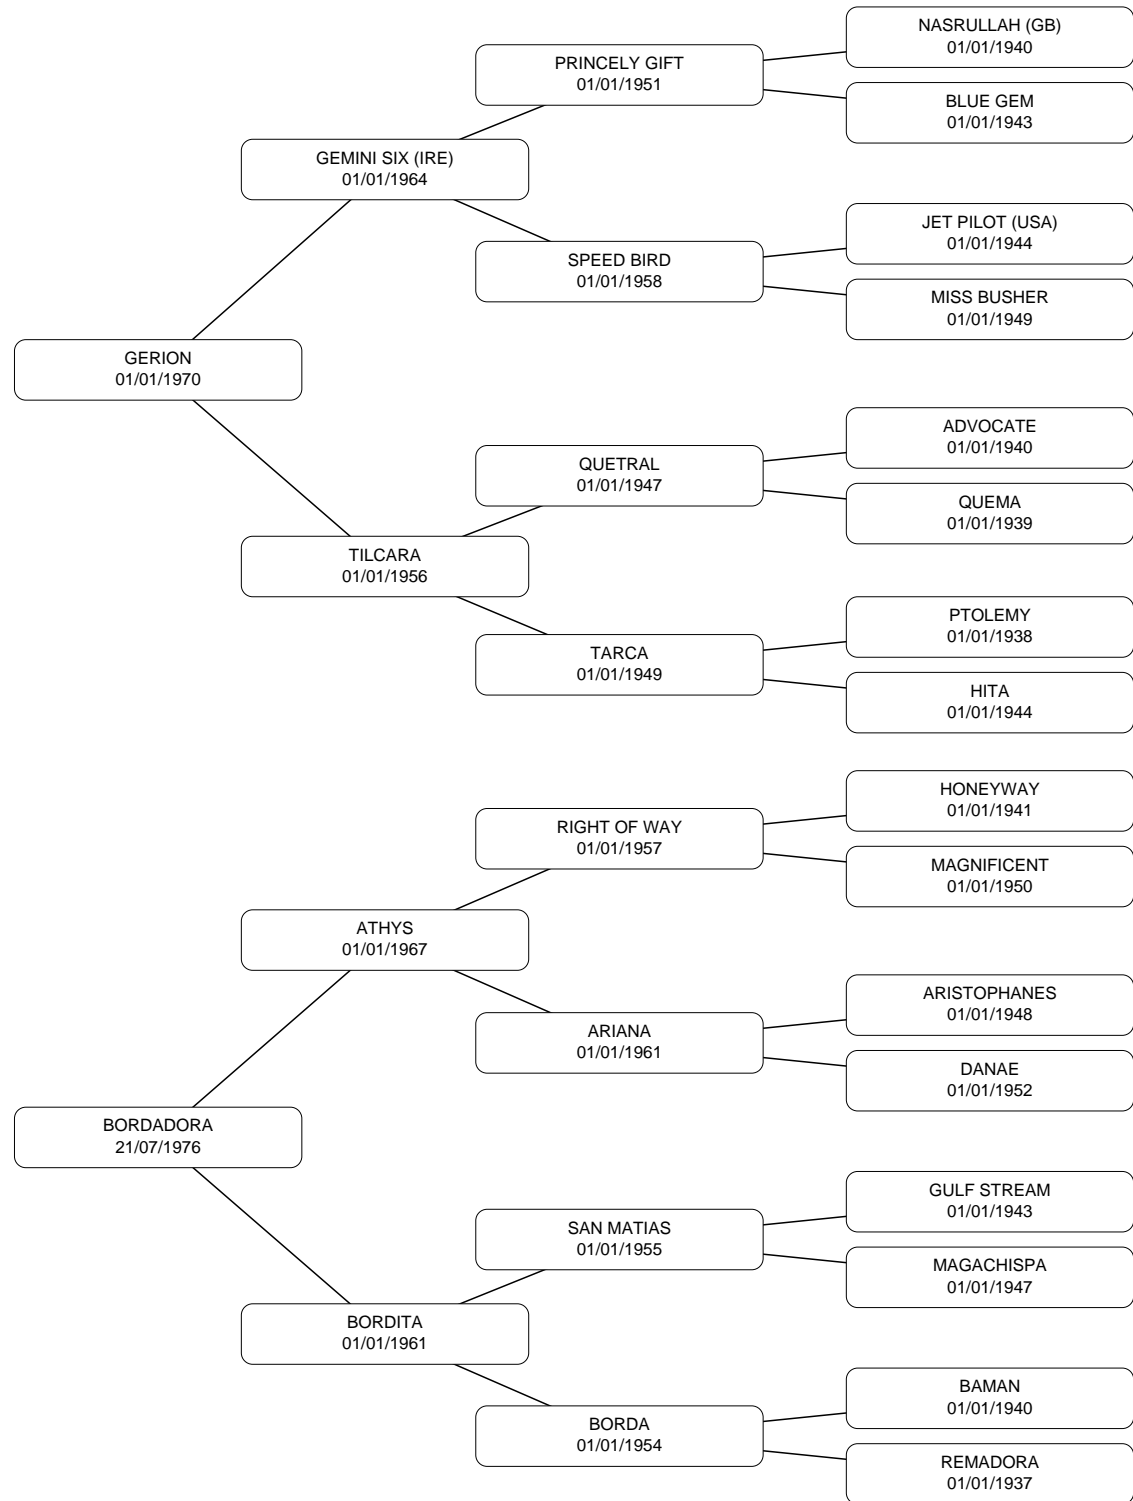 NASRULLAH (GB)
01/01/1940
PRINCELY GIFT
01/01/1951
BLUE GEM
01/01/1943
GEMINI SIX (IRE)
01/01/1964
JET PILOT (USA)
01/01/1944
SPEED BIRD
01/01/1958
MISS BUSHER
01/01/1949
GERION
01/01/1970
ADVOCATE
01/01/1940
QUETRAL
01/01/1947
QUEMA
01/01/1939
TILCARA
01/01/1956
PTOLEMY
01/01/1938
TARCA
01/01/1949
HITA
01/01/1944
HONEYWAY
01/01/1941
RIGHT OF WAY
01/01/1957
MAGNIFICENT
01/01/1950
ATHYS
01/01/1967
ARISTOPHANES
01/01/1948
ARIANA
01/01/1961
DANAE
01/01/1952
BORDADORA
21/07/1976
GULF STREAM
01/01/1943
SAN MATIAS
01/01/1955
MAGACHISPA
01/01/1947
BORDITA
01/01/1961
BAMAN
01/01/1940
BORDA
01/01/1954
REMADORA
01/01/1937